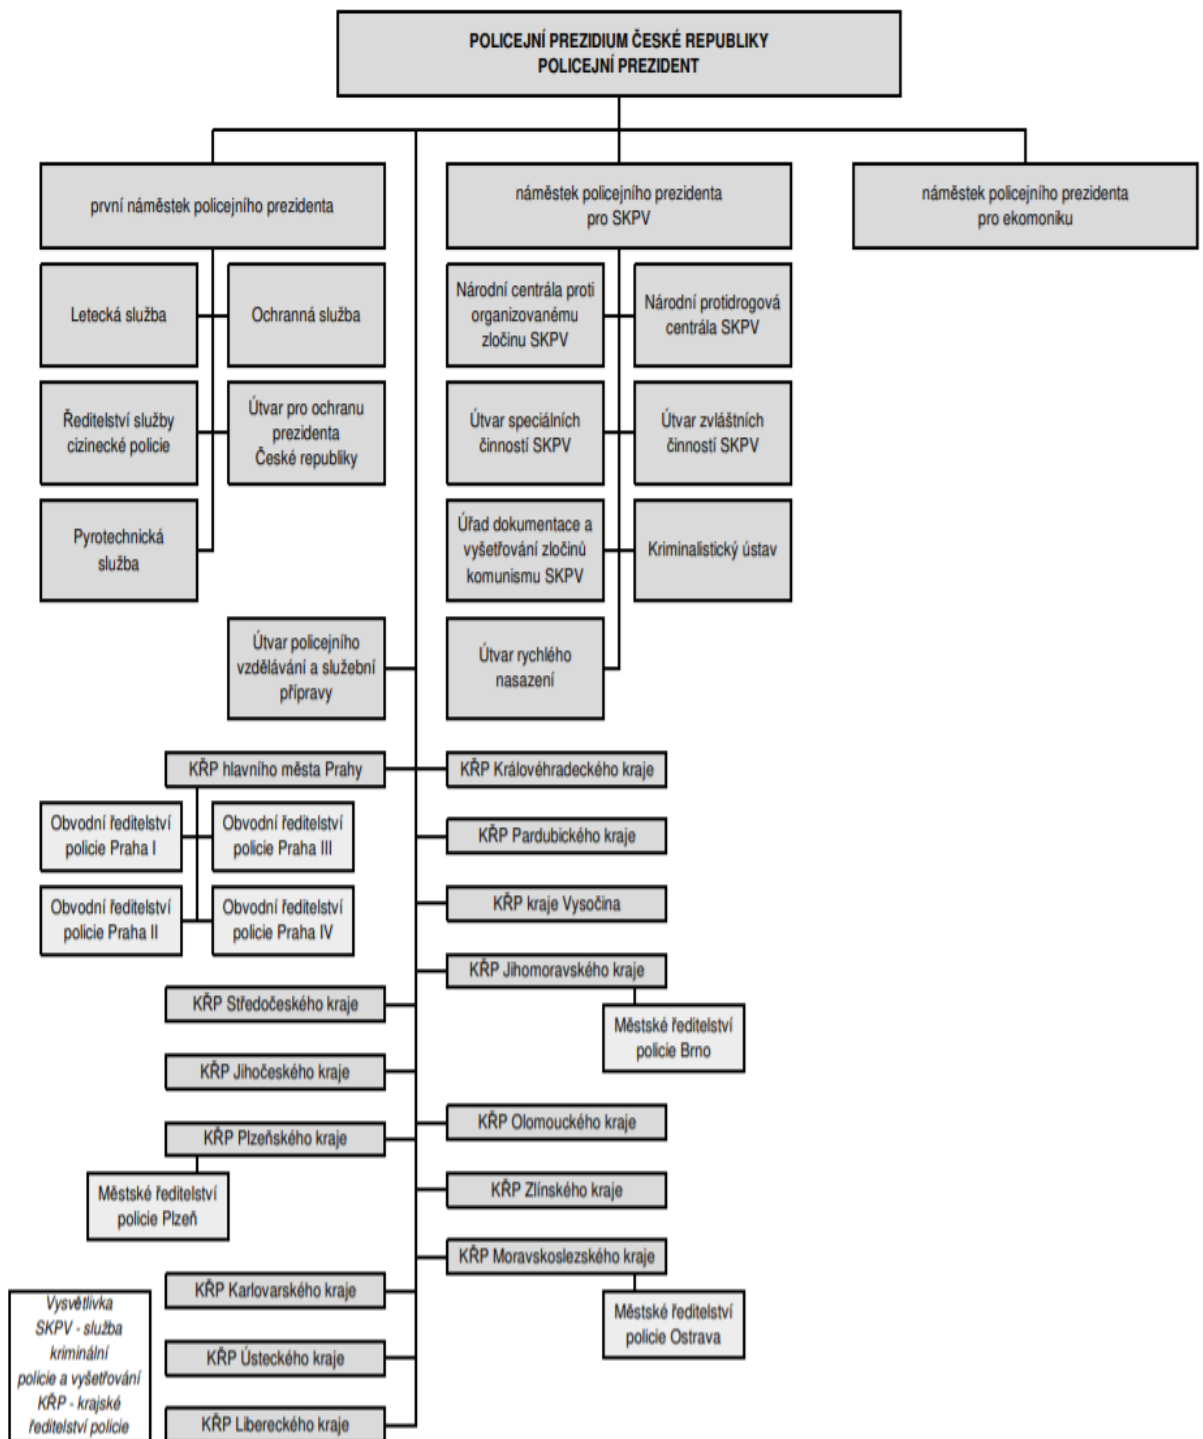 POLICEJNÍ PREZIDIUM ČESKÉ REPUBLIKY
POLICEJNÍ PREZIDENT
první náměstek policejního prezidenta
náměstek policejního prezidenta
pro SKPV
náměstek policejního prezidenta
pro ekomoniku
Letecká služba
Ochranná služba
Národní centrála proti
organizovanému
zločinu SKPV
Národní protidrogová
centrála SKPV
Ředitelství služby
cizinecké policie
Útvar pro ochranu
prezidenta
České republiky
Útvar speciálních
činností SKPV
Útvar zvláštních
činností SKPV
Pyrotechnická
služba
Úřad dokumentace a
vyšetřování zločinů
komunismu SKPV
Kriminalistický ústav
Útvar policejního
vzdělávání a služební
přípravy
Útvar rychlého
nasazení
KŘP hlavního města Prahy
KŘP Královéhradeckého kraje
Obvodní ředitelství
policie Praha I
Obvodní ředitelství
policie Praha III
KŘP Pardubického kraje
Obvodní ředitelství
policie Praha II
Obvodní ředitelství
policie Praha IV
KŘP kraje Vysočina
KŘP Jihomoravského kraje
KŘP Středočeského kraje
Městské ředitelství
policie Brno
KŘP Jihočeského kraje
KŘP Olomouckého kraje
KŘP Plzeňského kraje
Městské ředitelství
policie Plzeň
KŘP Zlínského kraje
KŘP Moravskoslezského kraje
KŘP Karlovarského kraje
Městské ředitelství
policie Ostrava
KŘP Ústeckého kraje
KŘP Libereckého kraje
Vysvětlivka
SKPV - služba
kriminální
policie a vyšetřování
KŘP - krajské
ředitelství policie